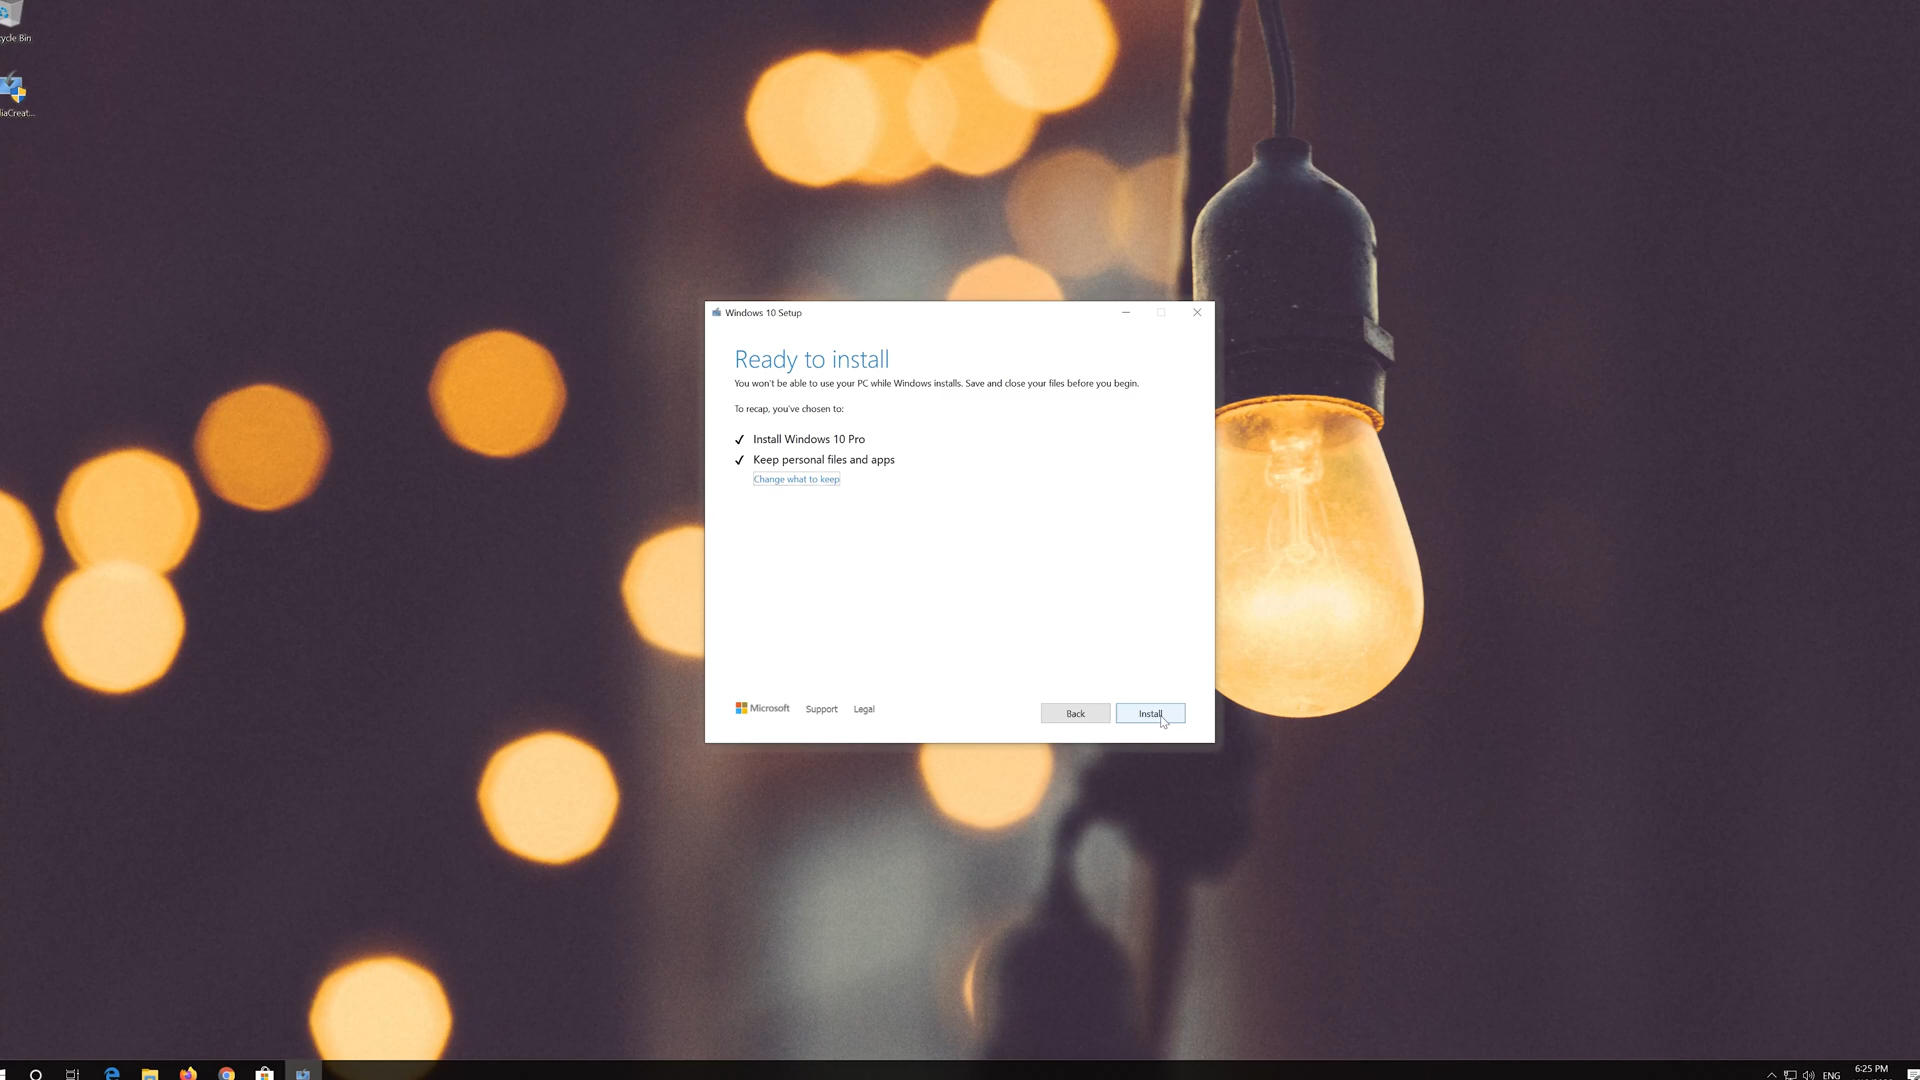 cycle Bin
iaCreat...
Windows 10 Setup
Ready to install
You won't be able to use your PC while Windows installs. Save and close your files before you begin.
To recap, you've chosen to:
✓ Install Windows 10 Pro
✓ Keep personal files and apps
Change what to keep
Microsoft Support Legal
Back Install
ENG 6:25 PM